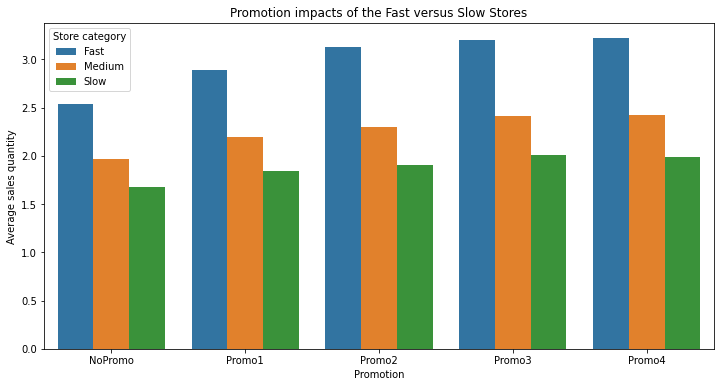 Promotion impacts of the Fast versus Slow Stores
Store category
Fast
Medium
Slow
Average sales quantity
3.0
2.5
2.0
1.5
1.0
0.5
0.0
NoPromo Promo1 Promo2 Promo3 Promo4
Promotion